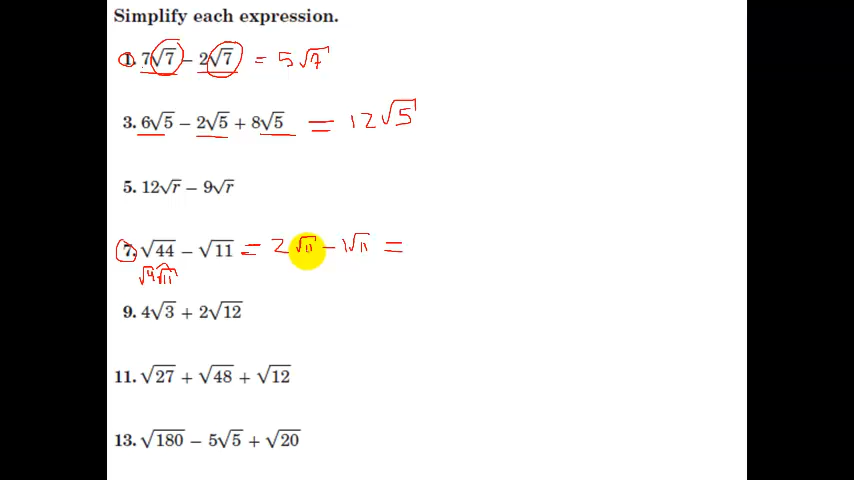 Simplify each expression.
1. 7√7 − 2√7 = 5√7
3. 6√5 − 2√5 + 8√5 = 12√5
5. 12√r − 9√r
7. √44 − √11 = 2√11 − 1√11 =
√4√11
9. 4√3 + 2√12
11. √27 + √48 + √12
13. √180 − 5√5 + √20